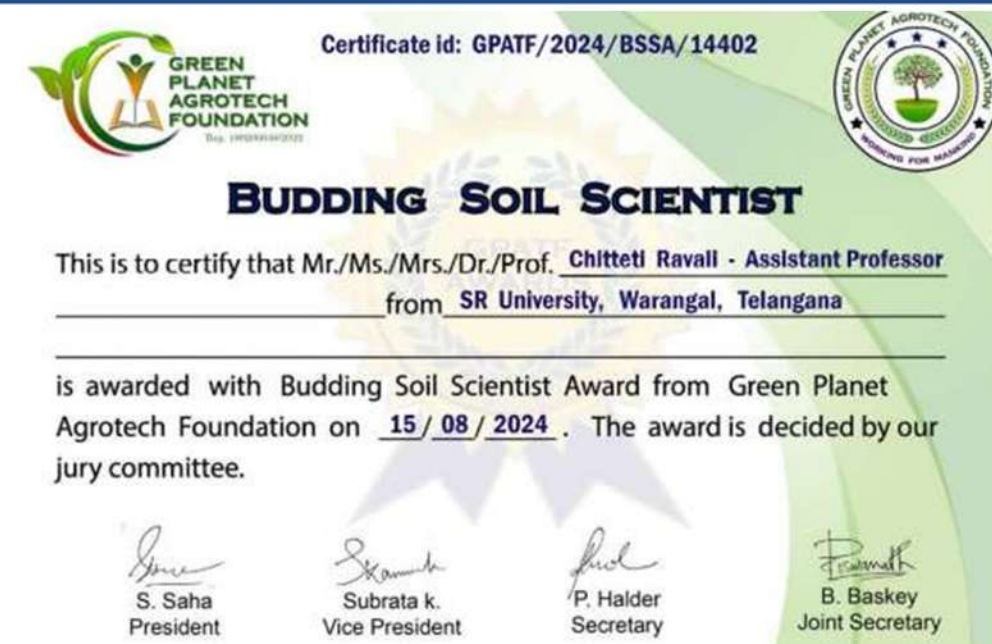 Certificate id: GPATF/2024/BSSA/14402
GREEN
PLANET
AGROTECH
FOUNDATION
GREEN PLANET AGROTECH FOUNDATION
WORKING FOR MANKIND
BUDDING SOIL SCIENTIST
GPATF
AWARDS
This is to certify that Mr./Ms./Mrs./Dr./Prof. Chitteti Ravali - Assistant Professor
from SR University, Warangal, Telangana
is awarded with Budding Soil Scientist Award from Green Planet
Agrotech Foundation on 15/ 08 / 2024 . The award is decided by our
jury committee.
S. Saha
President
Subrata k.
Vice President
P. Halder
Secretary
B. Baskey
Joint Secretary